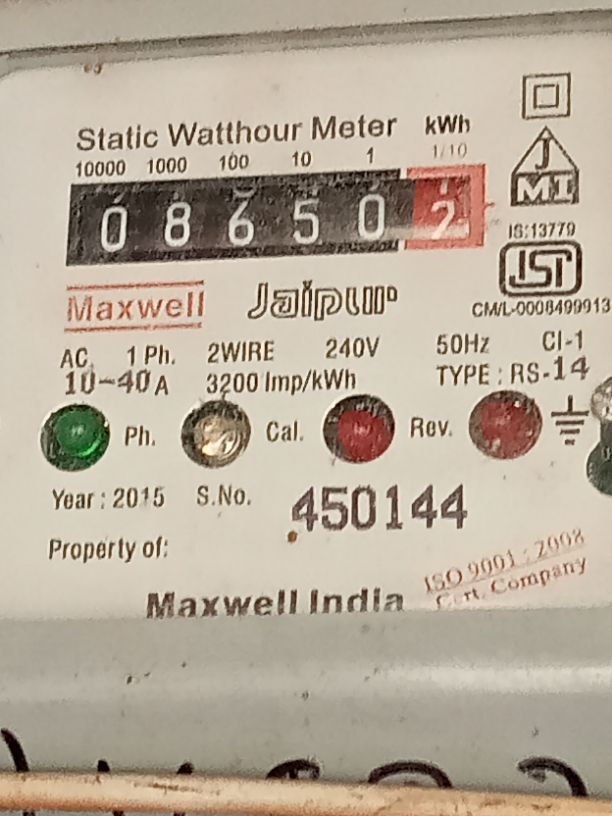 Static Watthour Meter kWh
10000 1000 100 10 1 1/10
0 8 6 5 0 2
J
MI
IS:13779
ISI
CM/L-0008499913
Maxwell Jaipur
AC. 1 Ph. 2WIRE 240V 50Hz Cl-1
10-40 A 3200 Imp/kWh TYPE : RS-14
Ph. Cal. Rev.
Year : 2015 S.No. 450144
Property of:
Maxwell India
ISO 9001 : 2008
Cert. Company